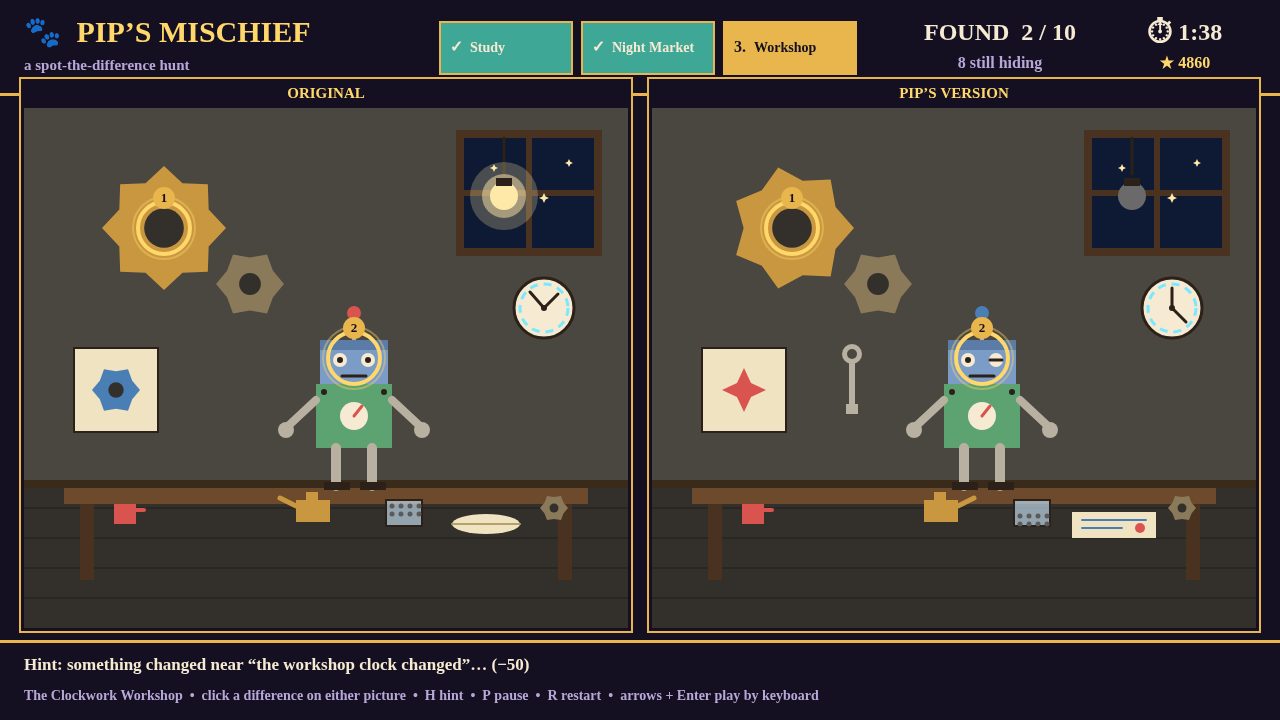 🐾 PIP’S MISCHIEF
a spot-the-difference hunt
✓ Study
✓ Night Market
3. Workshop
FOUND 2 / 10
8 still hiding
⏱ 1:38
★ 4860
ORIGINAL
PIP’S VERSION
1
2
1
2
Hint: something changed near “the workshop clock changed”… (−50)
The Clockwork Workshop • click a difference on either picture • H hint • P pause • R restart • arrows + Enter play by keyboard